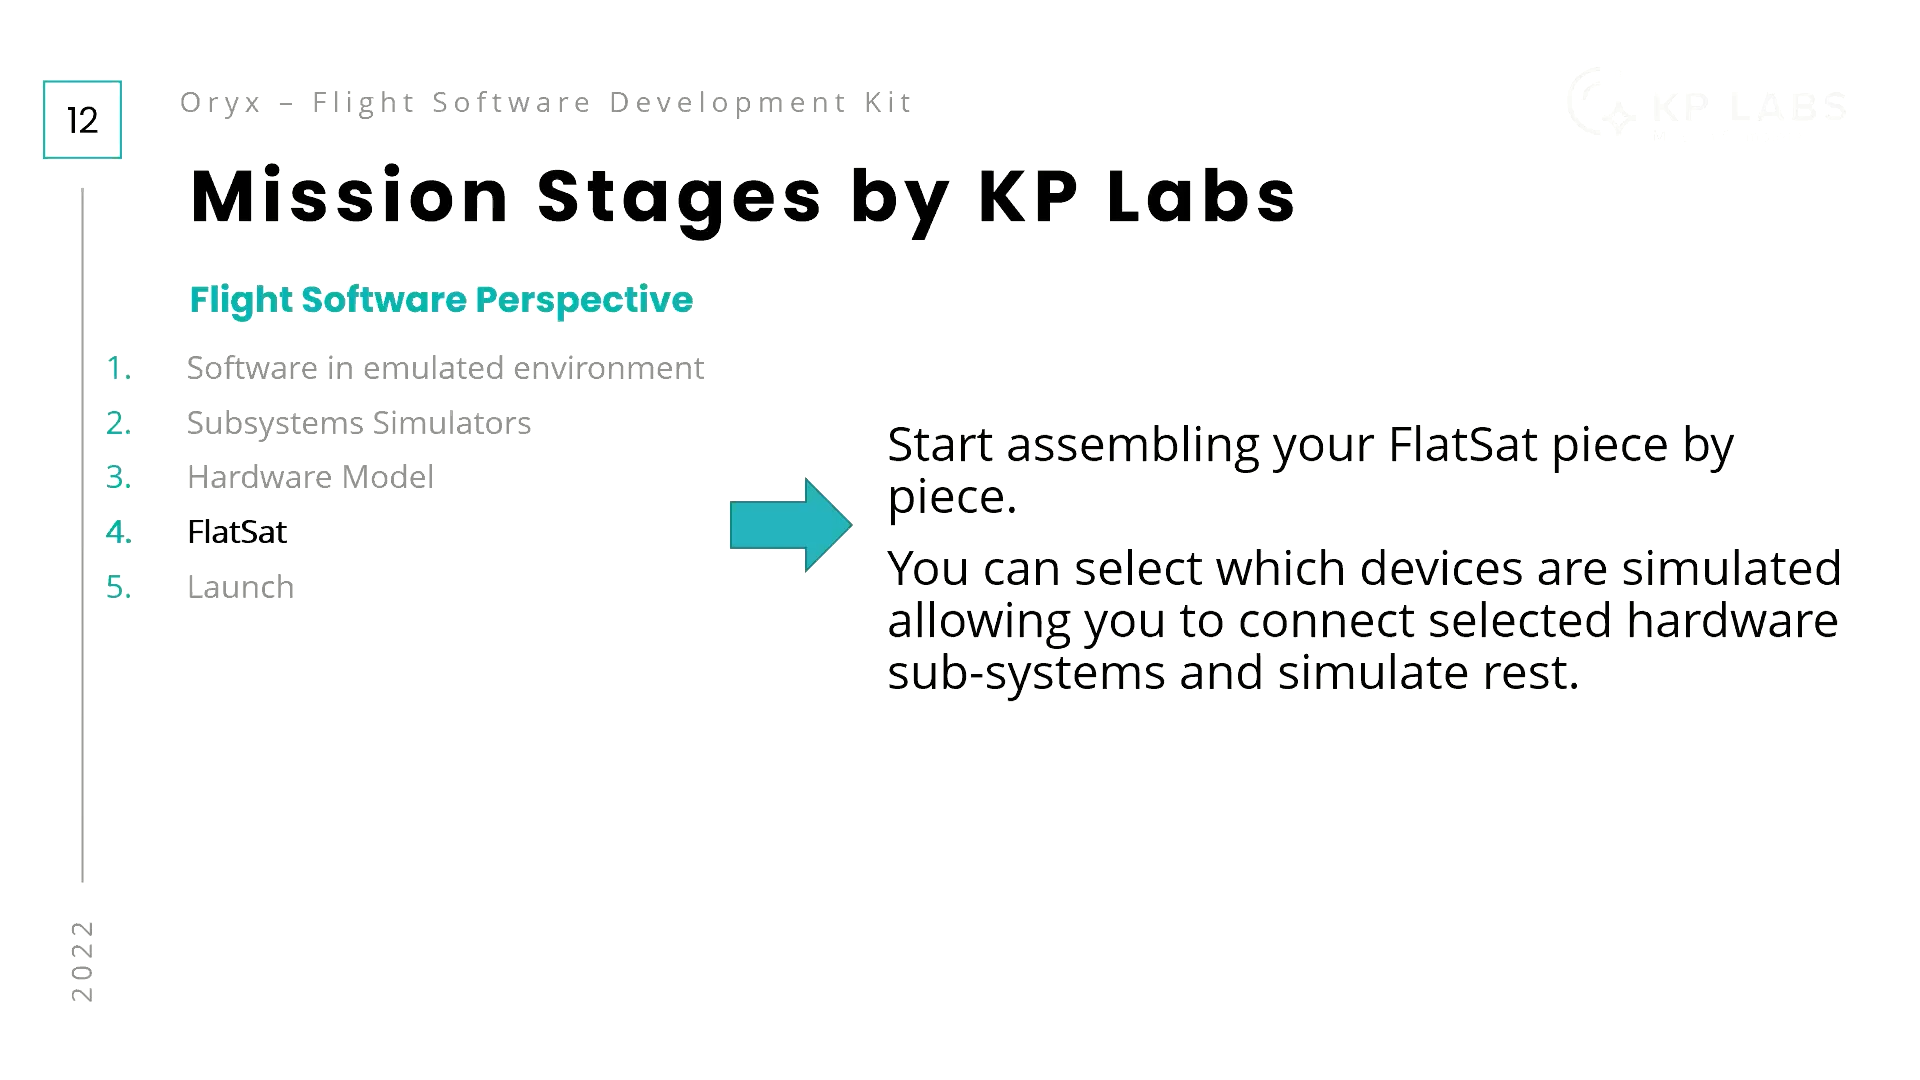 12
Oryx – Flight Software Development Kit
KP LABS
Mission Stages by KP Labs
Flight Software Perspective
1. Software in emulated environment
2. Subsystems Simulators
3. Hardware Model
4. FlatSat
5. Launch
Start assembling your FlatSat piece by
piece.
You can select which devices are simulated
allowing you to connect selected hardware
sub-systems and simulate rest.
2022